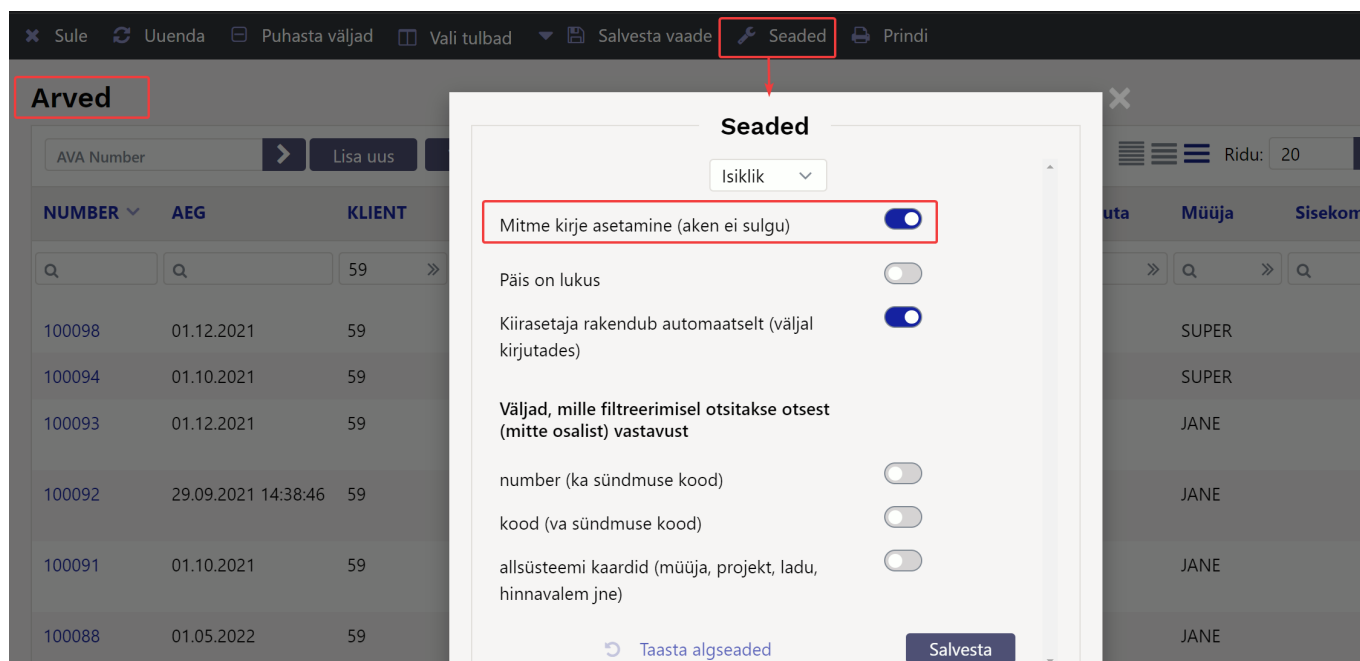 Sule Uuenda Puhasta väljad Vali tulbad Salvesta vaade Seaded Prindi
Arved
Seaded
AVA Number Lisa uus Ridu: 20
Isiklik
NUMBER AEG KLIENT uta Müüja Sisekom
Mitme kirje asetamine (aken ei sulgu)
59
Päis on lukus
Kiirasetaja rakendub automaatselt (väljal
kirjutades)
100098 01.12.2021 59 SUPER
100094 01.10.2021 59 SUPER
Väljad, mille filtreerimisel otsitakse otsest
(mitte osalist) vastavust
100093 01.12.2021 59 JANE
number (ka sündmuse kood)
100092 29.09.2021 14:38:46 59 JANE
kood (va sündmuse kood)
100091 01.10.2021 59 JANE
allsüsteemi kaardid (müüja, projekt, ladu,
hinnavalem jne)
100088 01.05.2022 59 JANE
Taasta algseaded Salvesta